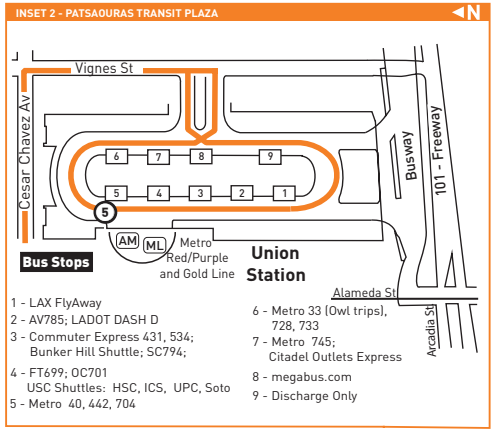 INSET 2 - PATSAOURAS TRANSIT PLAZA
N
Vignes St
Cesar Chavez Av
Busway
101 - Freeway
6
7
8
9
5
4
3
2
1
5
AM
ML
Metro
Red/Purple
and Gold Line
Union
Station
Bus Stops
Alameda St
Arcadia St
1 - LAX FlyAway
2 - AV785; LADOT DASH D
3 - Commuter Express 431, 534;
Bunker Hill Shuttle; SC794;
4 - FT699; OC701
USC Shuttles: HSC, ICS, UPC, Soto
5 - Metro 40, 442, 704
6 - Metro 33 (Owl trips),
728, 733
7 - Metro 745;
Citadel Outlets Express
8 - megabus.com
9 - Discharge Only